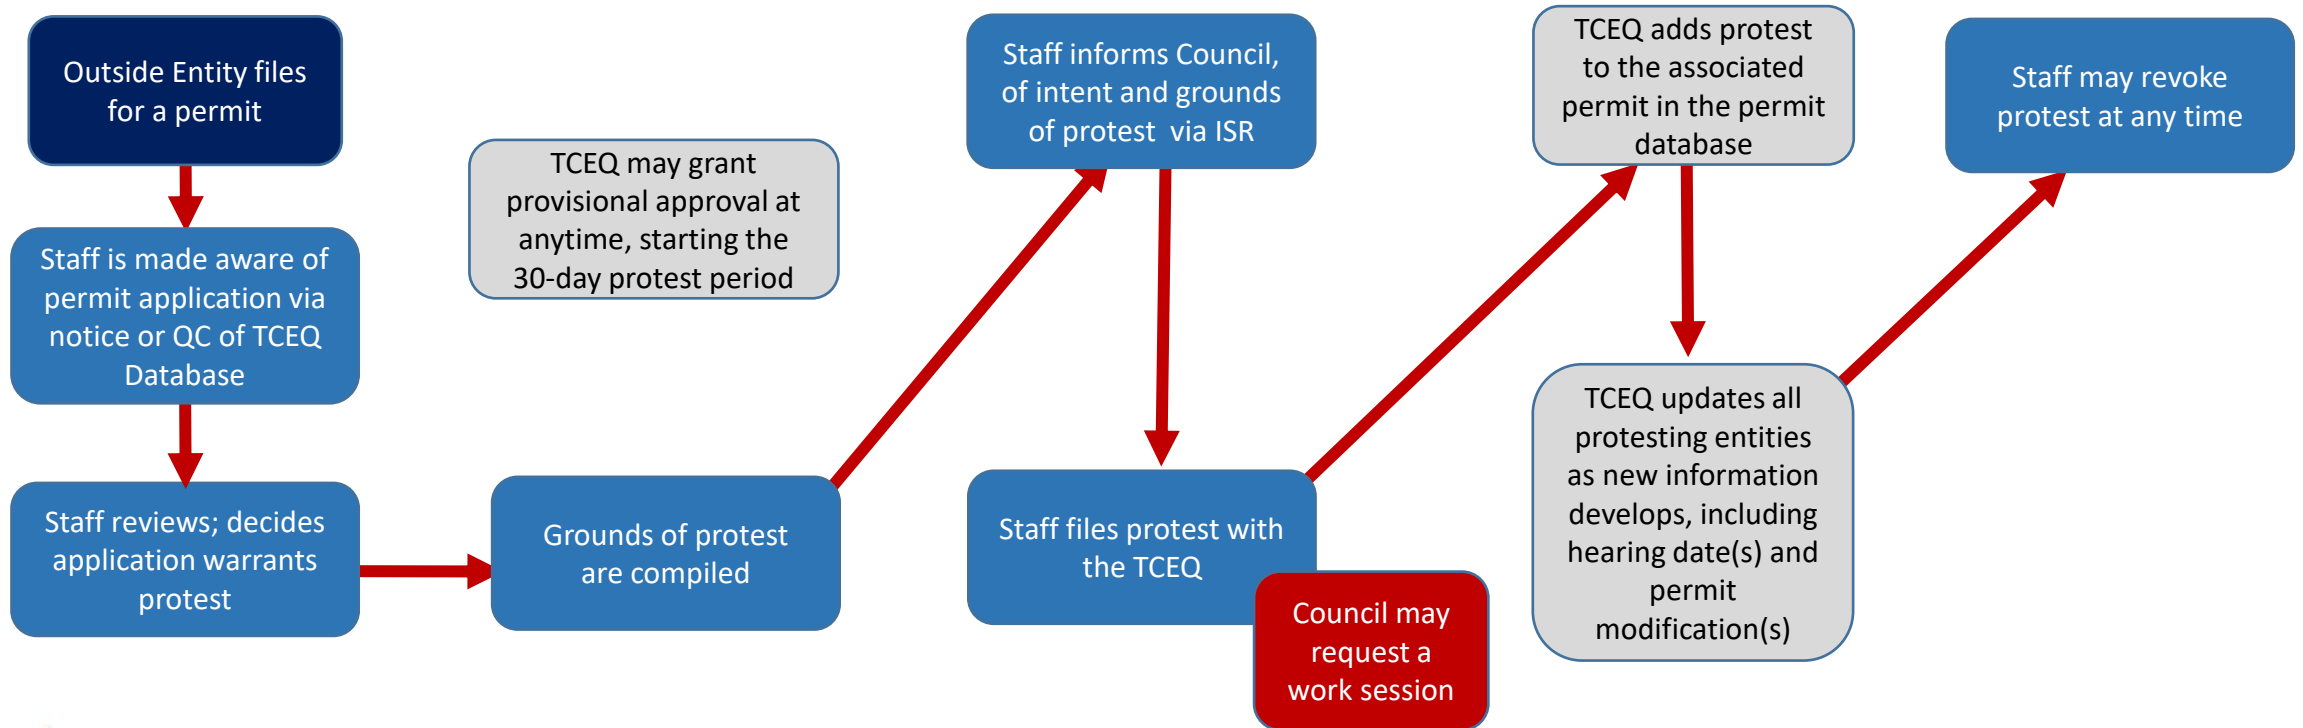 Outside Entity files
for a permit
Staff is made aware of
permit application via
notice or QC of TCEQ
Database
Staff reviews; decides
application warrants
protest
TCEQ may grant
provisional approval at
anytime, starting the
30-day protest period
Grounds of protest
are compiled
Staff informs Council,
of intent and grounds
of protest via ISR
Staff files protest with
the TCEQ
Council may
request a
work session
TCEQ adds protest
to the associated
permit in the permit
database
TCEQ updates all
protesting entities
as new information
develops, including
hearing date(s) and
permit
modification(s)
Staff may revoke
protest at any time